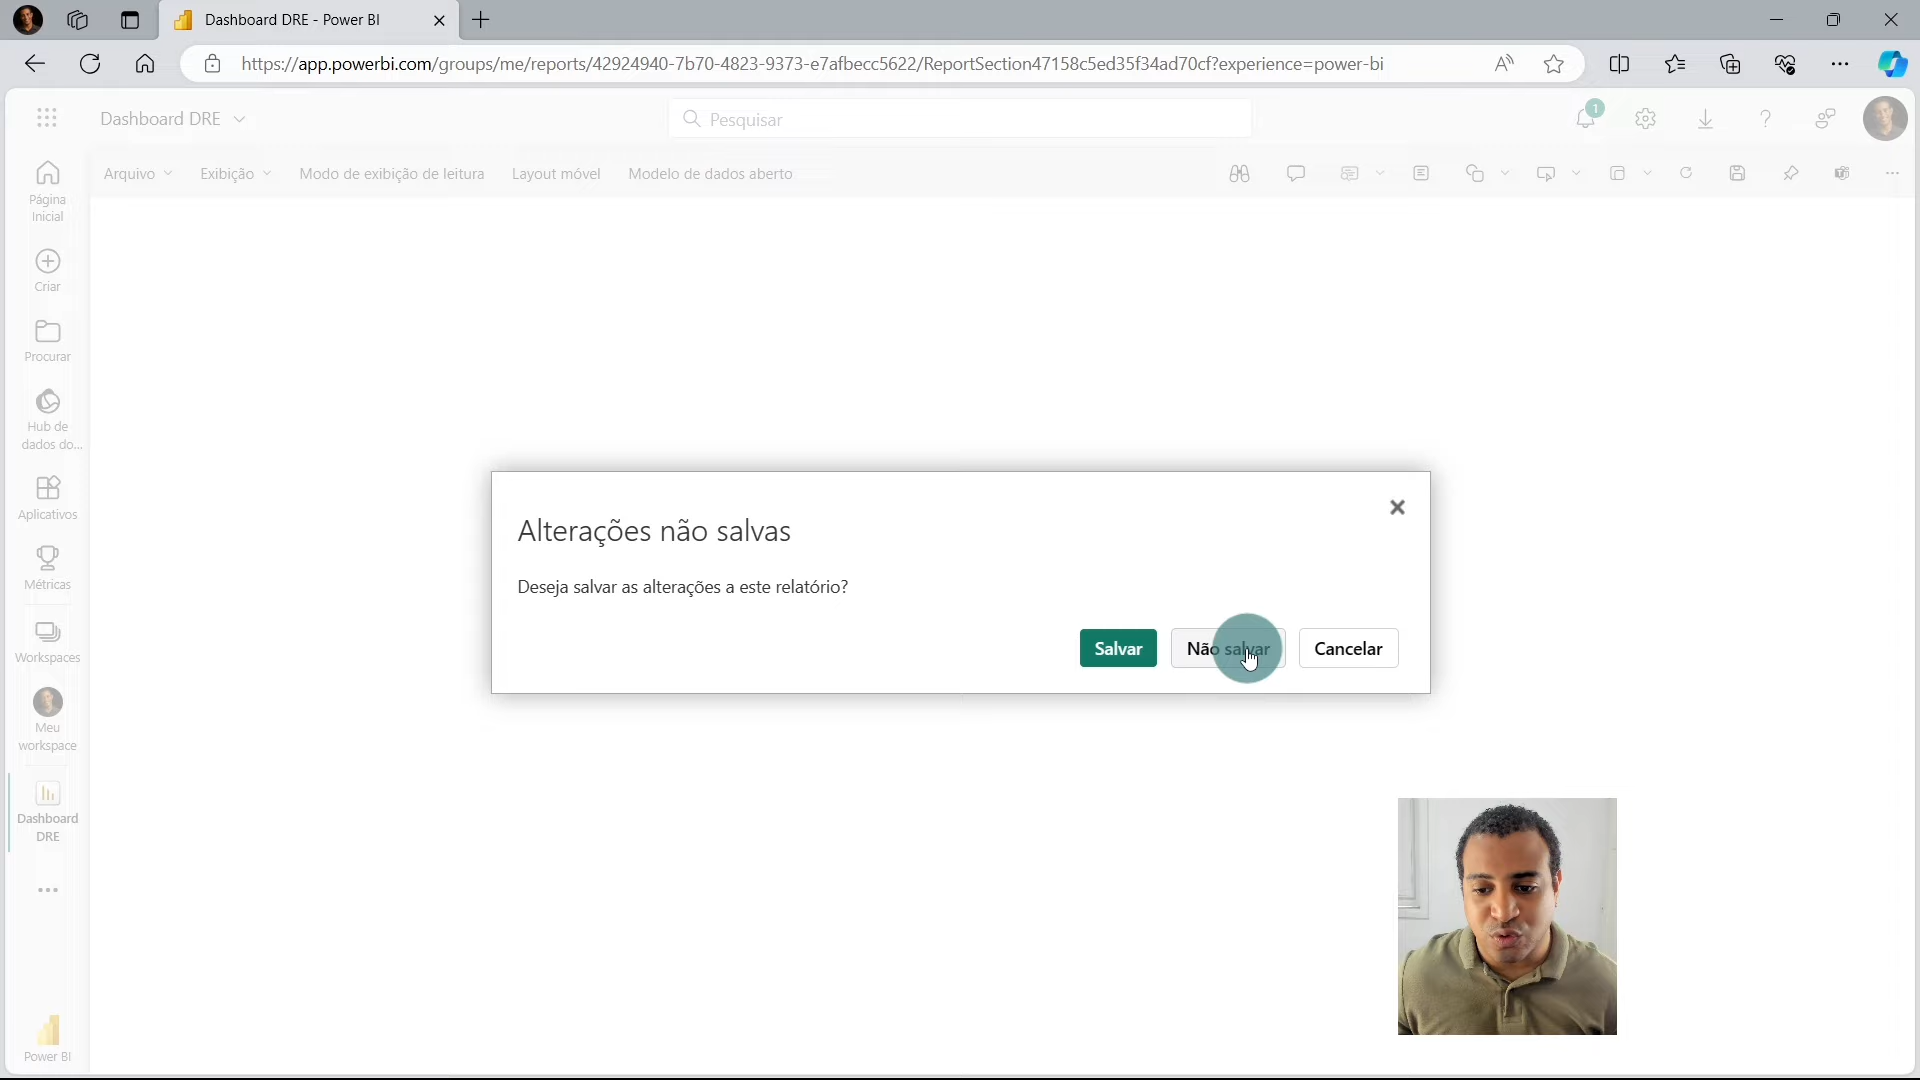 Dashboard DRE - Power BI
https://app.powerbi.com/groups/me/reports/42924940-7b70-4823-9373-e7afbecc5622/ReportSection47158c5ed35f34ad70cf?experience=power-bi
Dashboard DRE
Pesquisar
1
Arquivo
Exibição
Modo de exibição de leitura
Layout móvel
Modelo de dados aberto
Página
Inicial
Criar
Procurar
Hub de
dados do...
Aplicativos
Métricas
Workspaces
Meu
workspace
Dashboard
DRE
Power BI
Alterações não salvas
Deseja salvar as alterações a este relatório?
Salvar
Não salvar
Cancelar